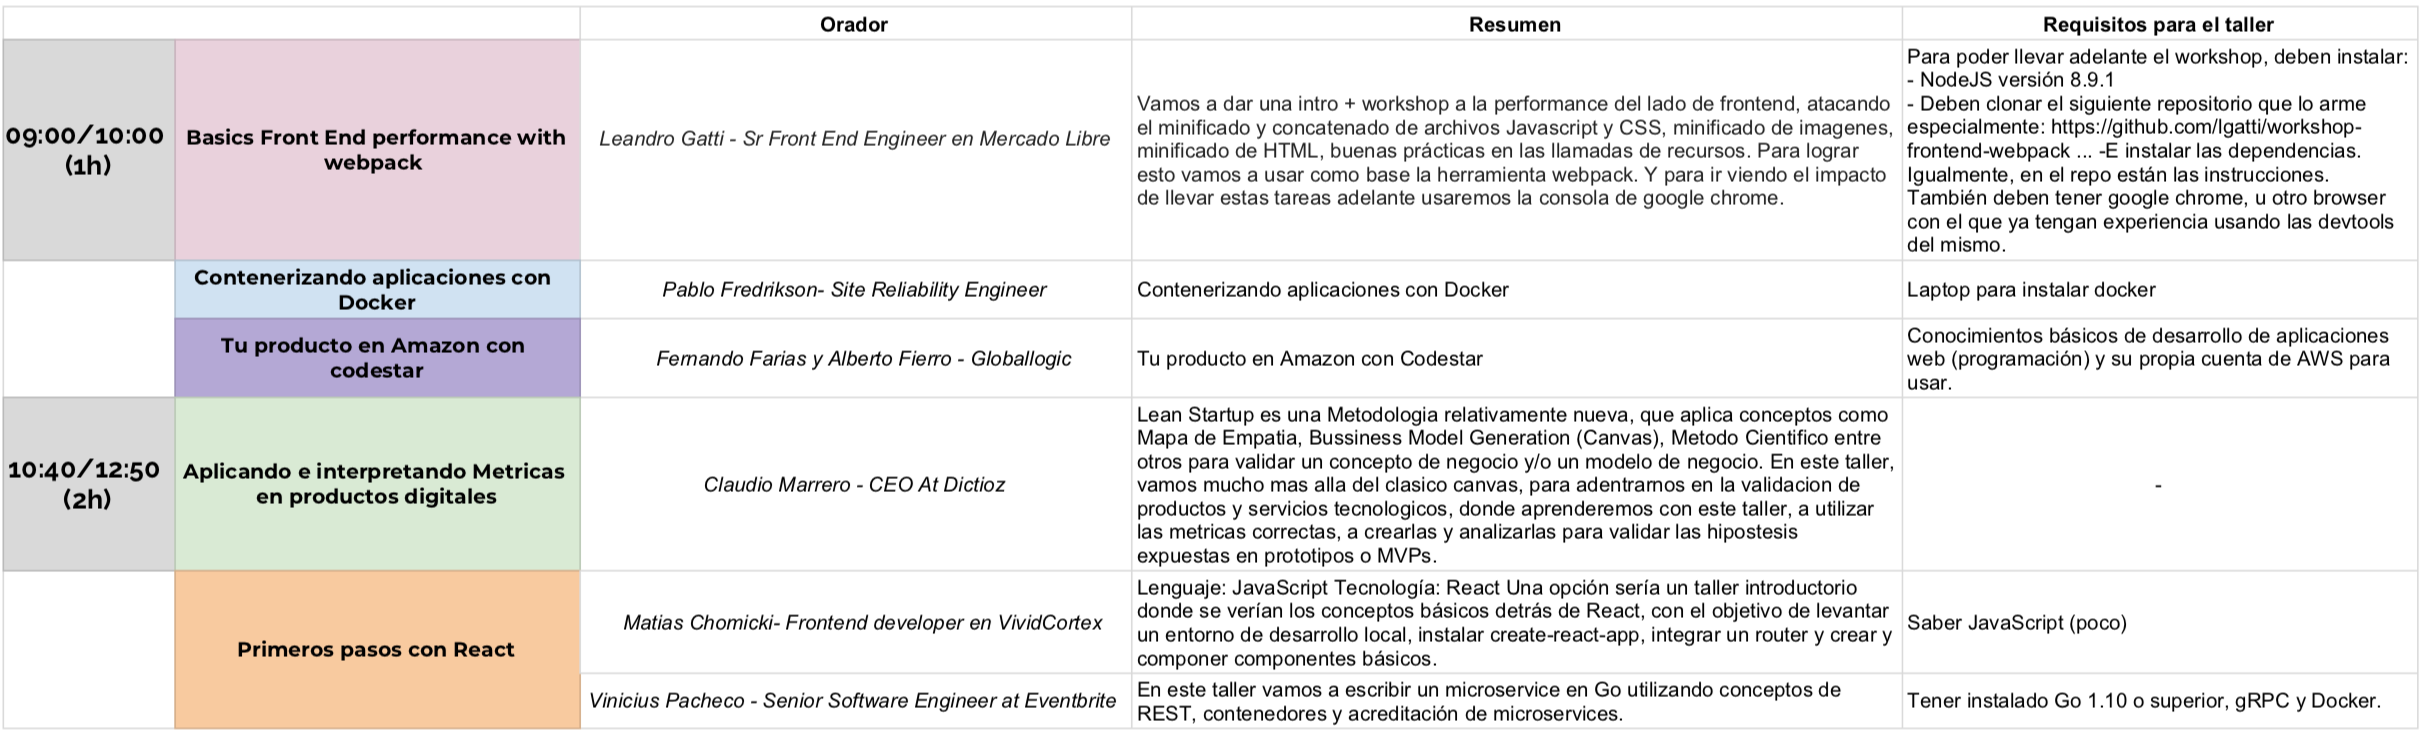 Orador
Resumen
Requisitos para el taller
09:00/10:00
(1h)
Basics Front End performance with
webpack
Leandro Gatti - Sr Front End Engineer en Mercado Libre
Vamos a dar una intro + workshop a la performance del lado de frontend, atacando
el minificado y concatenado de archivos Javascript y CSS, minificado de imagenes,
minificado de HTML, buenas prácticas en las llamadas de recursos. Para lograr
esto vamos a usar como base la herramienta webpack. Y para ir viendo el impacto
de llevar estas tareas adelante usaremos la consola de google chrome.
Para poder llevar adelante el workshop, deben instalar:
- NodeJS versión 8.9.1
- Deben clonar el siguiente repositorio que lo arme
especialmente: https://github.com/lgatti/workshop-
frontend-webpack ... -E instalar las dependencias.
Igualmente, en el repo están las instrucciones.
También deben tener google chrome, u otro browser
con el que ya tengan experiencia usando las devtools
del mismo.
Contenerizando aplicaciones con
Docker
Pablo Fredrikson- Site Reliability Engineer
Contenerizando aplicaciones con Docker
Laptop para instalar docker
Tu producto en Amazon con
codestar
Fernando Farias y Alberto Fierro - Globallogic
Tu producto en Amazon con Codestar
Conocimientos básicos de desarrollo de aplicaciones
web (programación) y su propia cuenta de AWS para
usar.
10:40/12:50
(2h)
Aplicando e interpretando Metricas
en productos digitales
Claudio Marrero - CEO At Dictioz
Lean Startup es una Metodologia relativamente nueva, que aplica conceptos como
Mapa de Empatia, Bussiness Model Generation (Canvas), Metodo Cientifico entre
otros para validar un concepto de negocio y/o un modelo de negocio. En este taller,
vamos mucho mas alla del clasico canvas, para adentrarnos en la validacion de
productos y servicios tecnologicos, donde aprenderemos con este taller, a utilizar
las metricas correctas, a crearlas y analizarlas para validar las hipostesis
expuestas en prototipos o MVPs.
-
Primeros pasos con React
Matias Chomicki- Frontend developer en VividCortex
Lenguaje: JavaScript Tecnología: React Una opción sería un taller introductorio
donde se verían los conceptos básicos detrás de React, con el objetivo de levantar
un entorno de desarrollo local, instalar create-react-app, integrar un router y crear y
componer componentes básicos.
Saber JavaScript (poco)
Vinicius Pacheco - Senior Software Engineer at Eventbrite
En este taller vamos a escribir un microservice en Go utilizando conceptos de
REST, contenedores y acreditación de microservices.
Tener instalado Go 1.10 o superior, gRPC y Docker.